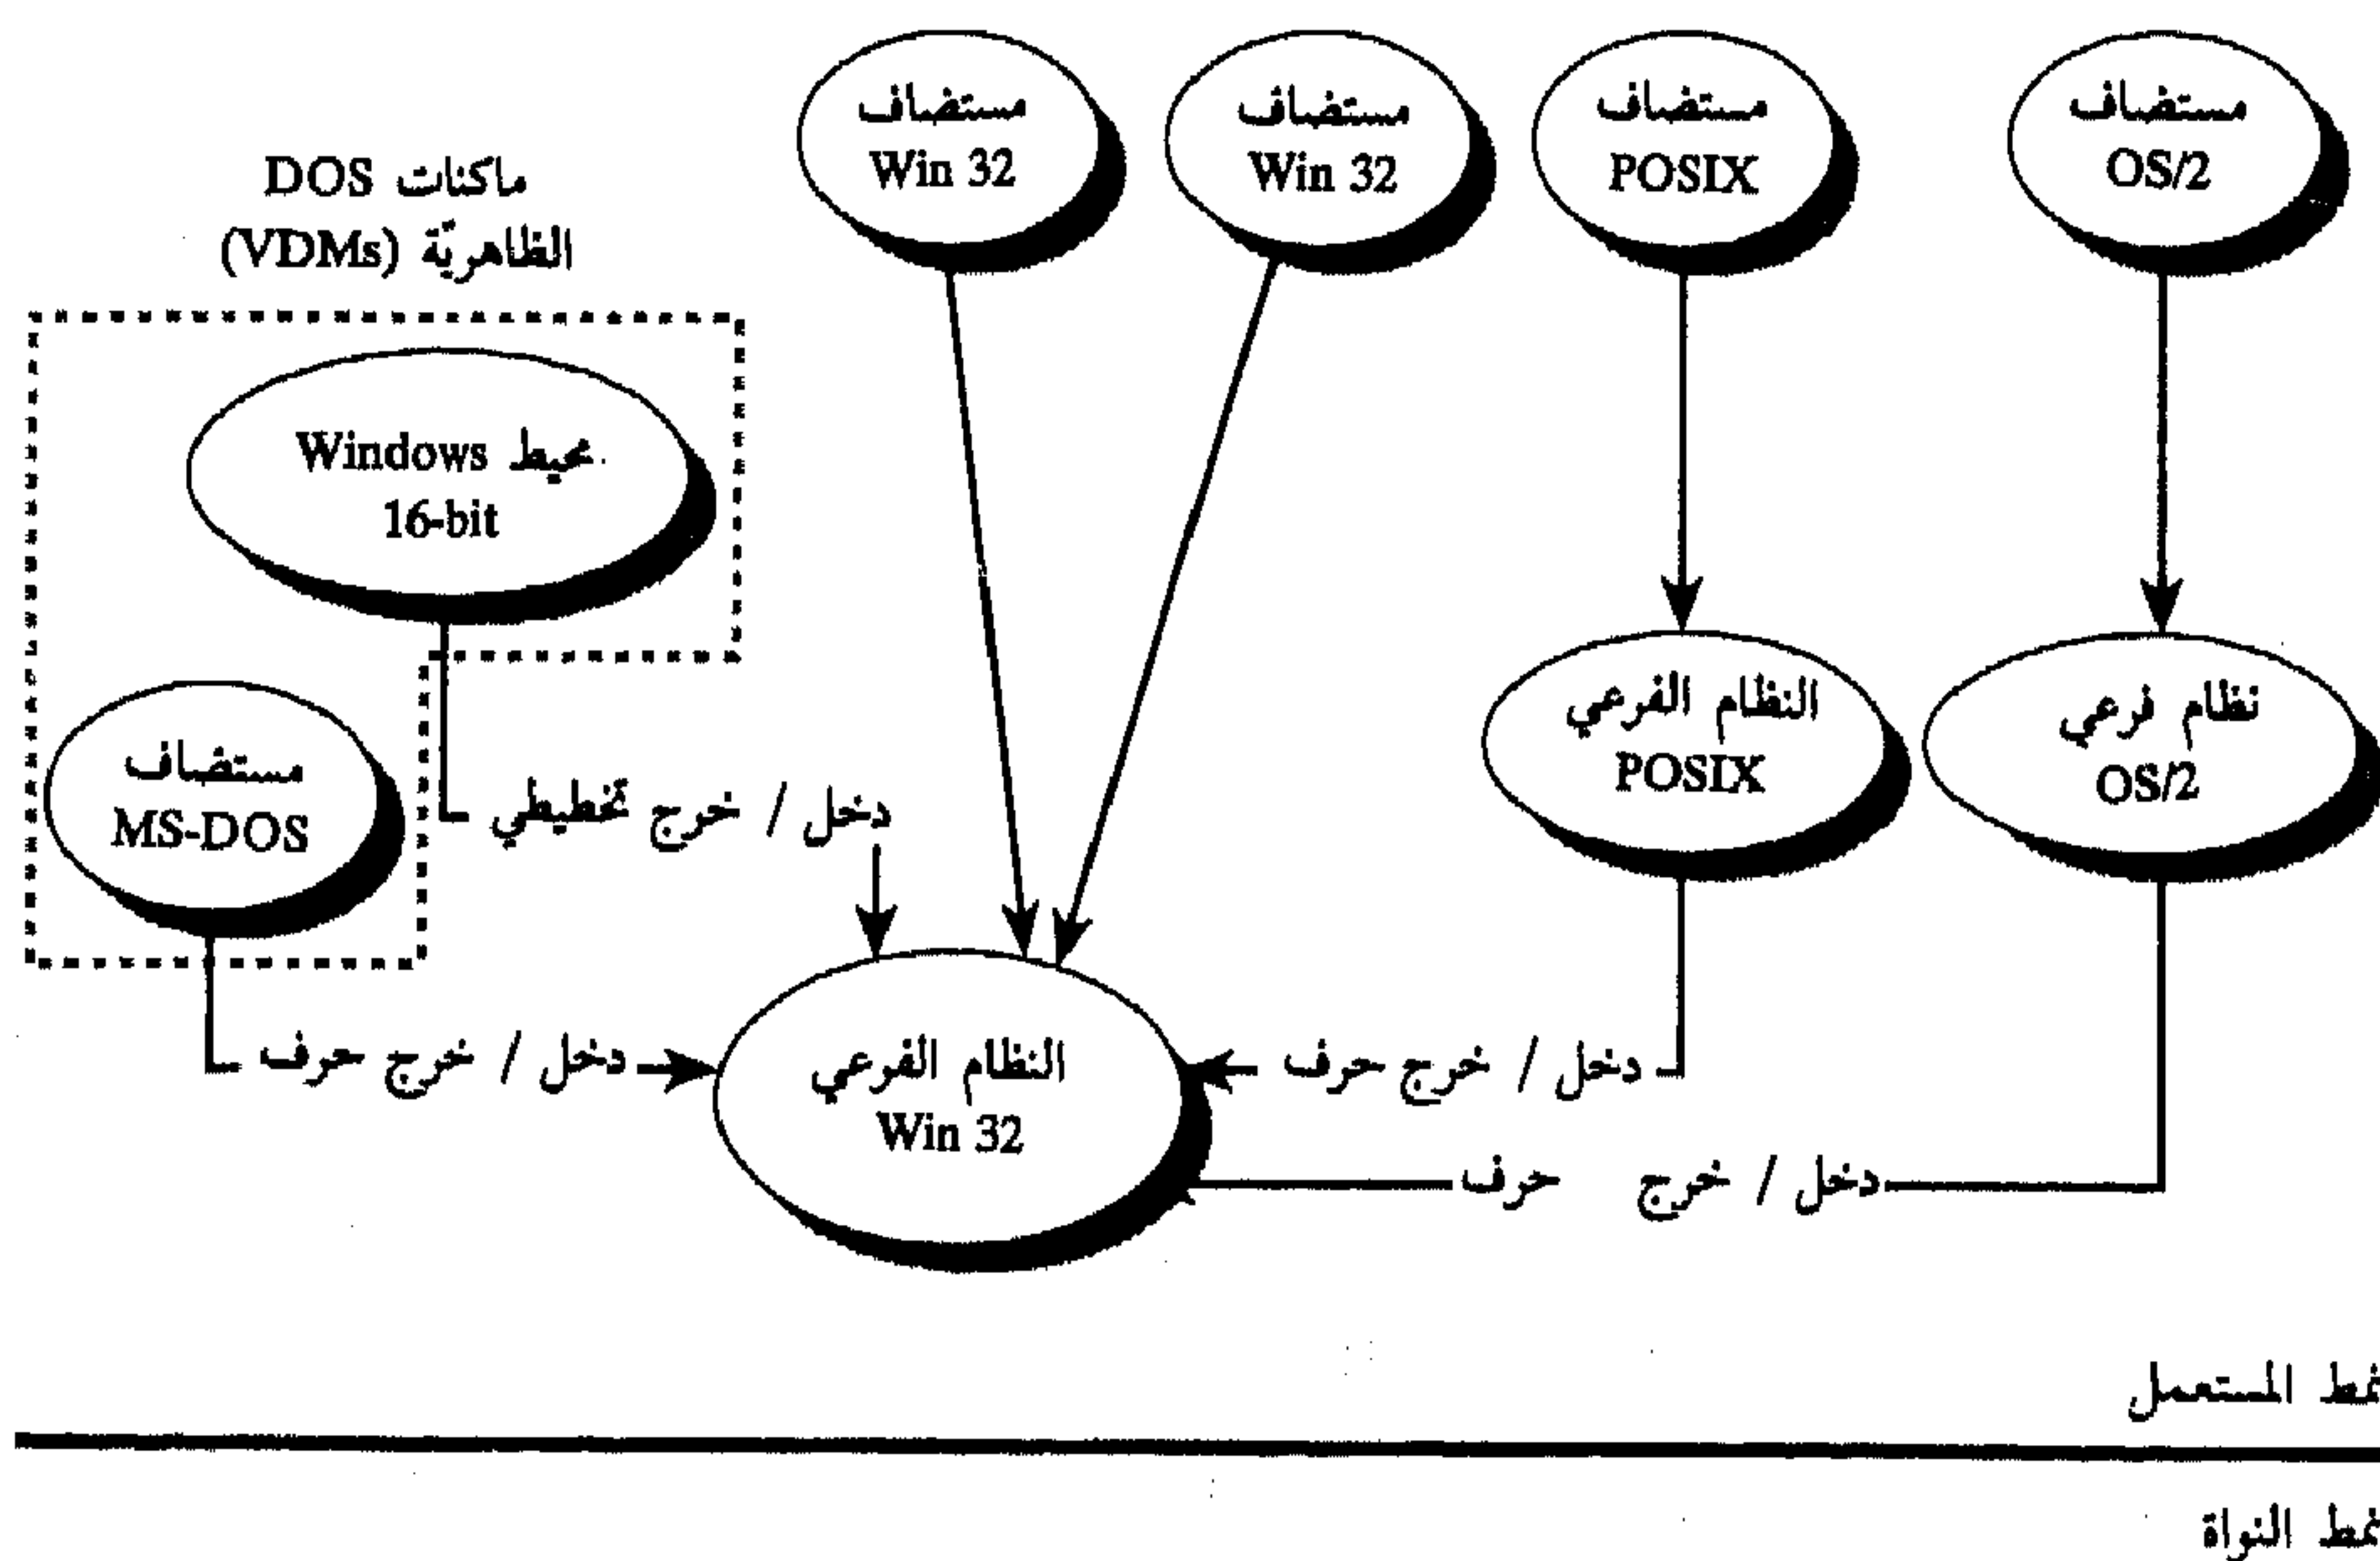 مستضاف
Win 32
مستضاف
Win 32
مستضاف
POSIX
مستضاف
OS/2
ماكنات DOS
الظاهريّة (VDMs)
محيط Windows
16-bit
مستضاف
MS-DOS
النظام الفرعي
POSIX
نظام فرعي
OS/2
دخل / خرج تخطيطي
دخل / خرج حرف
النظام الفرعي
Win 32
دخل / خرج حرف
دخل / خرج حرف
نمط المستعمل
نمط النواة